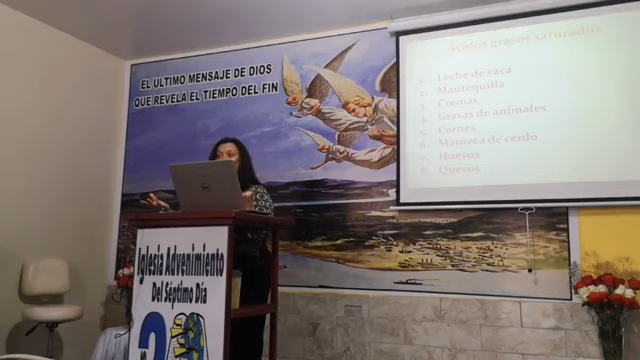 EL ULTIMO MENSAJE DE DIOS
QUE REVELA EL TIEMPO DEL FIN
Ácidos grasos saturados
1. Leche de vaca
2. Mantequilla
3. Cremas
4. Grasas de animales
5. Carnes
6. Manteca de cerdo
7. Huevos
8. Quesos
DELL
Iglesia Advenimiento
Del Séptimo Día